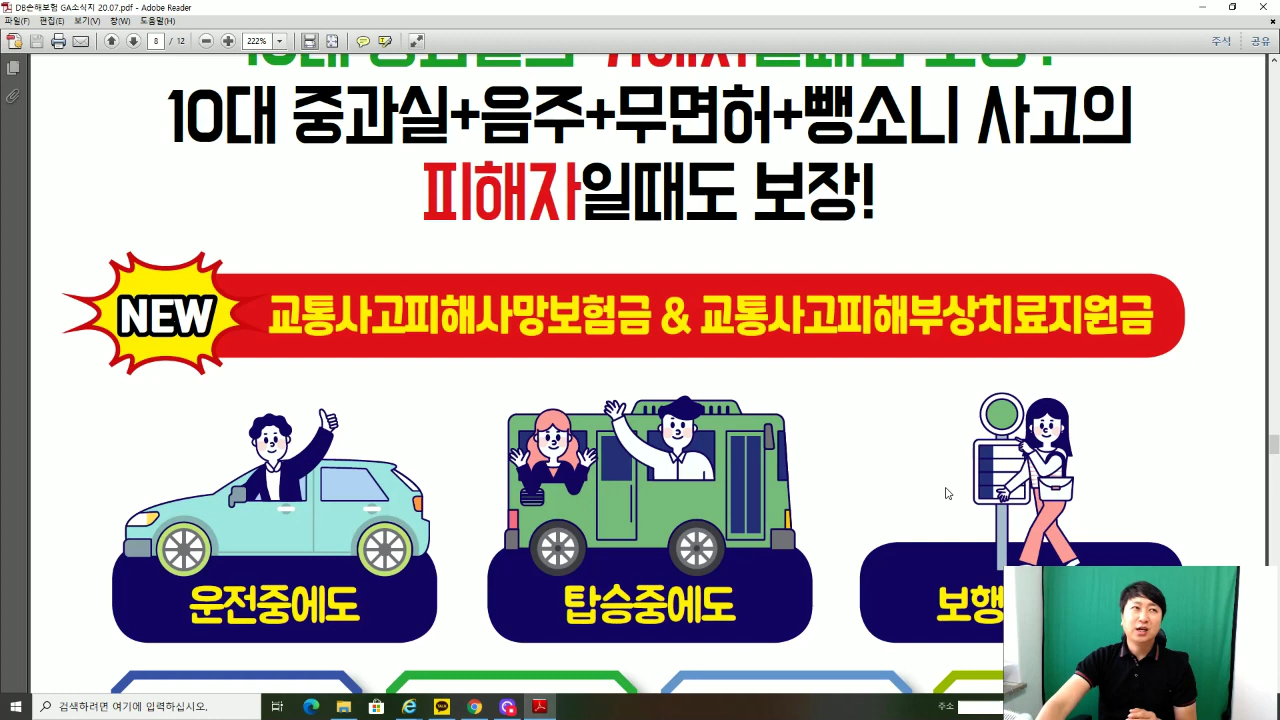 DB손해보험 GA소식지 20.07.pdf - Adobe Reader
파일(F) 편집(E) 보기(V) 창(W) 도움말(H)
8 / 12 222% 주석 공유
10대 중과실+음주+무면허+뺑소니 사고의
피해자일때도 보장!
NEW 교통사고피해사망보험금 & 교통사고피해부상치료지원금
운전중에도 탑승중에도 보행
검색하려면 여기에 입력하십시오. TALK 주소